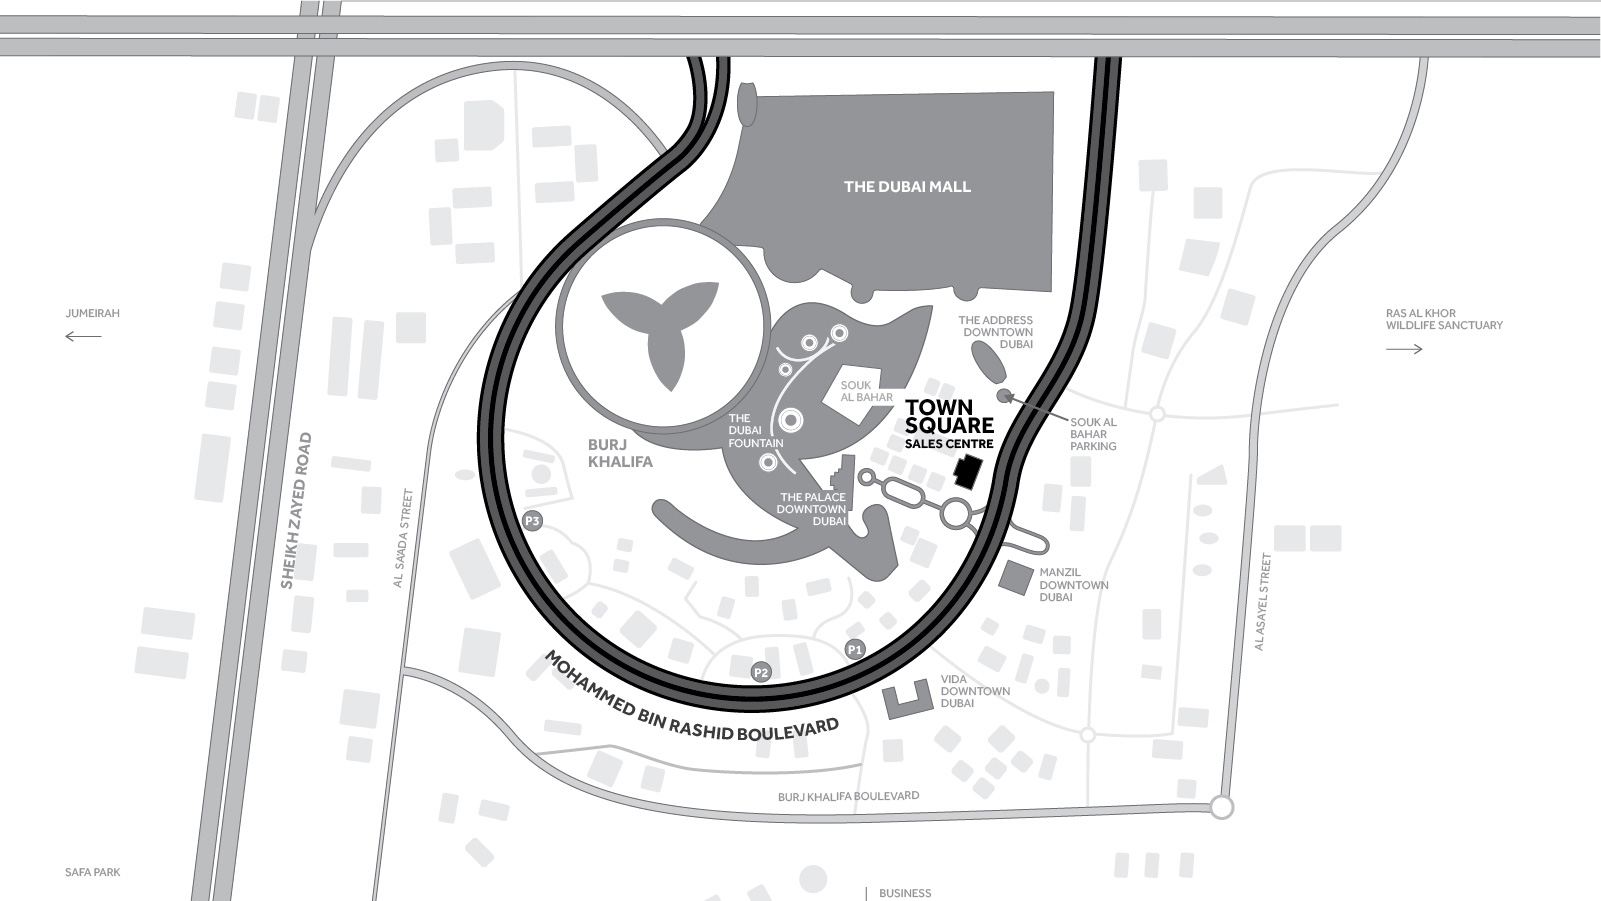 THE DUBAI MALL
JUMEIRAH
RAS AL KHOR
WILDLIFE SANCTUARY
THE ADDRESS
DOWNTOWN
DUBAI
SOUK
AL BAHAR
TOWN
SQUARE
SALES CENTRE
THE
DUBAI
FOUNTAIN
SOUK AL
BAHAR
PARKING
BURJ
KHALIFA
SHEIKH ZAYED ROAD
AL SA'ADA STREET
THE PALACE
DOWNTOWN
DUBAI
P3
MANZIL
DOWNTOWN
DUBAI
AL ASAYEL STREET
P1
P2
VIDA
DOWNTOWN
DUBAI
MOHAMMED BIN RASHID BOULEVARD
BURJ KHALIFA BOULEVARD
SAFA PARK
BUSINESS